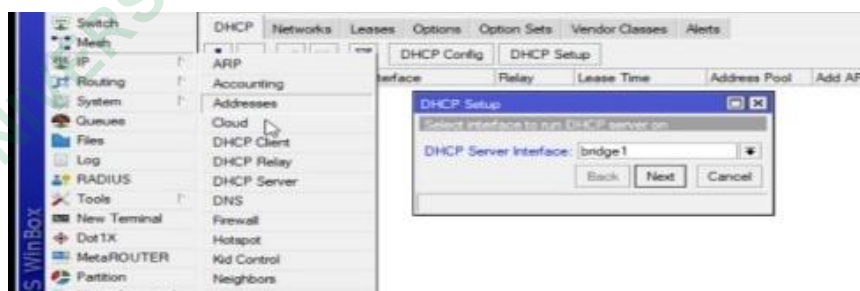 Switch
Mesh
IP
Routing
System
Queues
Files
Log
RADIUS
Tools
New Terminal
Dot1X
MetaROUTER
Partition
ARP
Accounting
Addresses
Cloud
DHCP Client
DHCP Relay
DHCP Server
DNS
Firewall
Hotspot
Kid Control
Neighbors
DHCP Networks Leases Options Option Sets Vendor Classes Alerts
DHCP Config DHCP Setup
Relay Lease Time Address Pool Add AR
DHCP Setup
Select interface to run DHCP server on
DHCP Server Interface: bridge1
Back Next Cancel
S WinBox